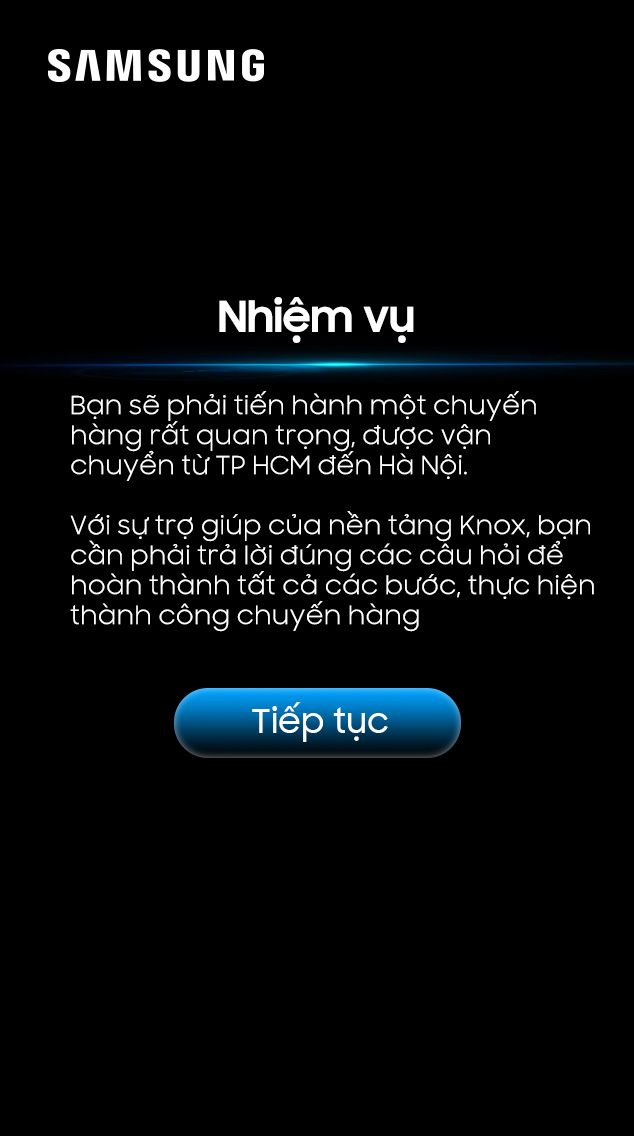 SAMSUNG
Nhiệm vụ
Bạn sẽ phải tiến hành một chuyến
hàng rất quan trọng, được vận
chuyển từ TP HCM đến Hà Nội.
Với sự trợ giúp của nền tảng Knox, bạn
cần phải trả lời đúng các câu hỏi để
hoàn thành tất cả các bước, thực hiện
thành công chuyến hàng
Tiếp tục